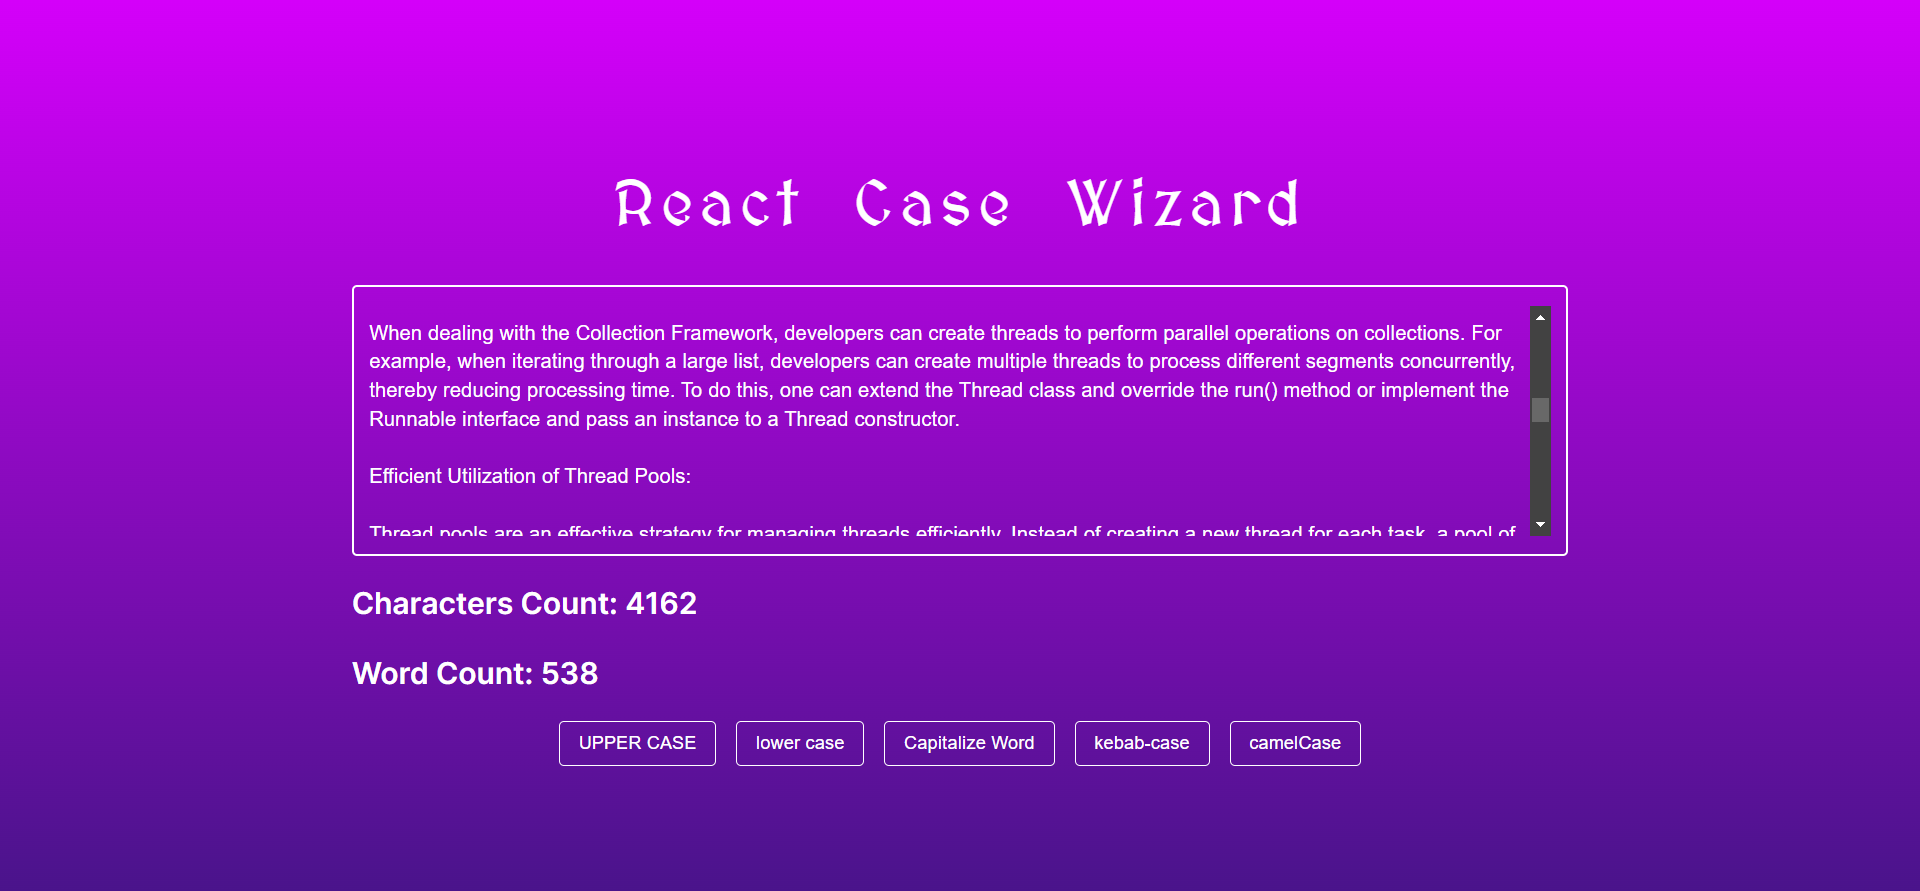 React Case Wizard
When dealing with the Collection Framework, developers can create threads to perform parallel operations on collections. For
example, when iterating through a large list, developers can create multiple threads to process different segments concurrently,
thereby reducing processing time. To do this, one can extend the Thread class and override the run() method or implement the
Runnable interface and pass an instance to a Thread constructor.
Efficient Utilization of Thread Pools:
Thread pools are an effective strategy for managing threads efficiently. Instead of creating a new thread for each task, a pool of
Characters Count: 4162
Word Count: 538
UPPER CASE
lower case
Capitalize Word
kebab-case
camelCase